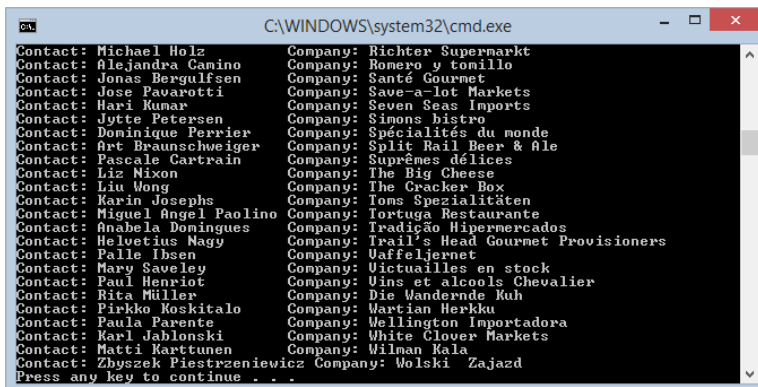 C:\WINDOWS\system32\cmd.exe
Contact: Michael Holz Company: Richter Supermarkt
Contact: Alejandra Camino Company: Romero y tomillo
Contact: Jonas Bergulfsen Company: Santé Gourmet
Contact: Jose Pavarotti Company: Save-a-lot Markets
Contact: Hari Kumar Company: Seven Seas Imports
Contact: Jytte Petersen Company: Simons bistro
Contact: Dominique Perrier Company: Spécialités du monde
Contact: Art Braunschweiger Company: Split Rail Beer & Ale
Contact: Pascale Cartrain Company: Suprêmes délices
Contact: Liz Nixon Company: The Big Cheese
Contact: Liu Wong Company: The Cracker Box
Contact: Karin Josephs Company: Toms Spezialitäten
Contact: Miguel Angel Paolino Company: Tortuga Restaurante
Contact: Anabela Domingues Company: Tradição Hipermercados
Contact: Helvetius Nagy Company: Trail's Head Gourmet Provisioners
Contact: Palle Ibsen Company: Vaffeljernet
Contact: Mary Saveley Company: Victuailles en stock
Contact: Paul Henriot Company: Vins et alcools Chevalier
Contact: Rita Müller Company: Die Wandernde Kuh
Contact: Pirkko Koskitalo Company: Wartian Herkku
Contact: Paula Parente Company: Wellington Importadora
Contact: Karl Jablonski Company: White Clover Markets
Contact: Matti Karttunen Company: Wilman Kala
Contact: Zbyszek Piestrzeniewicz Company: Wolski  Zajazd
Press any key to continue . . .